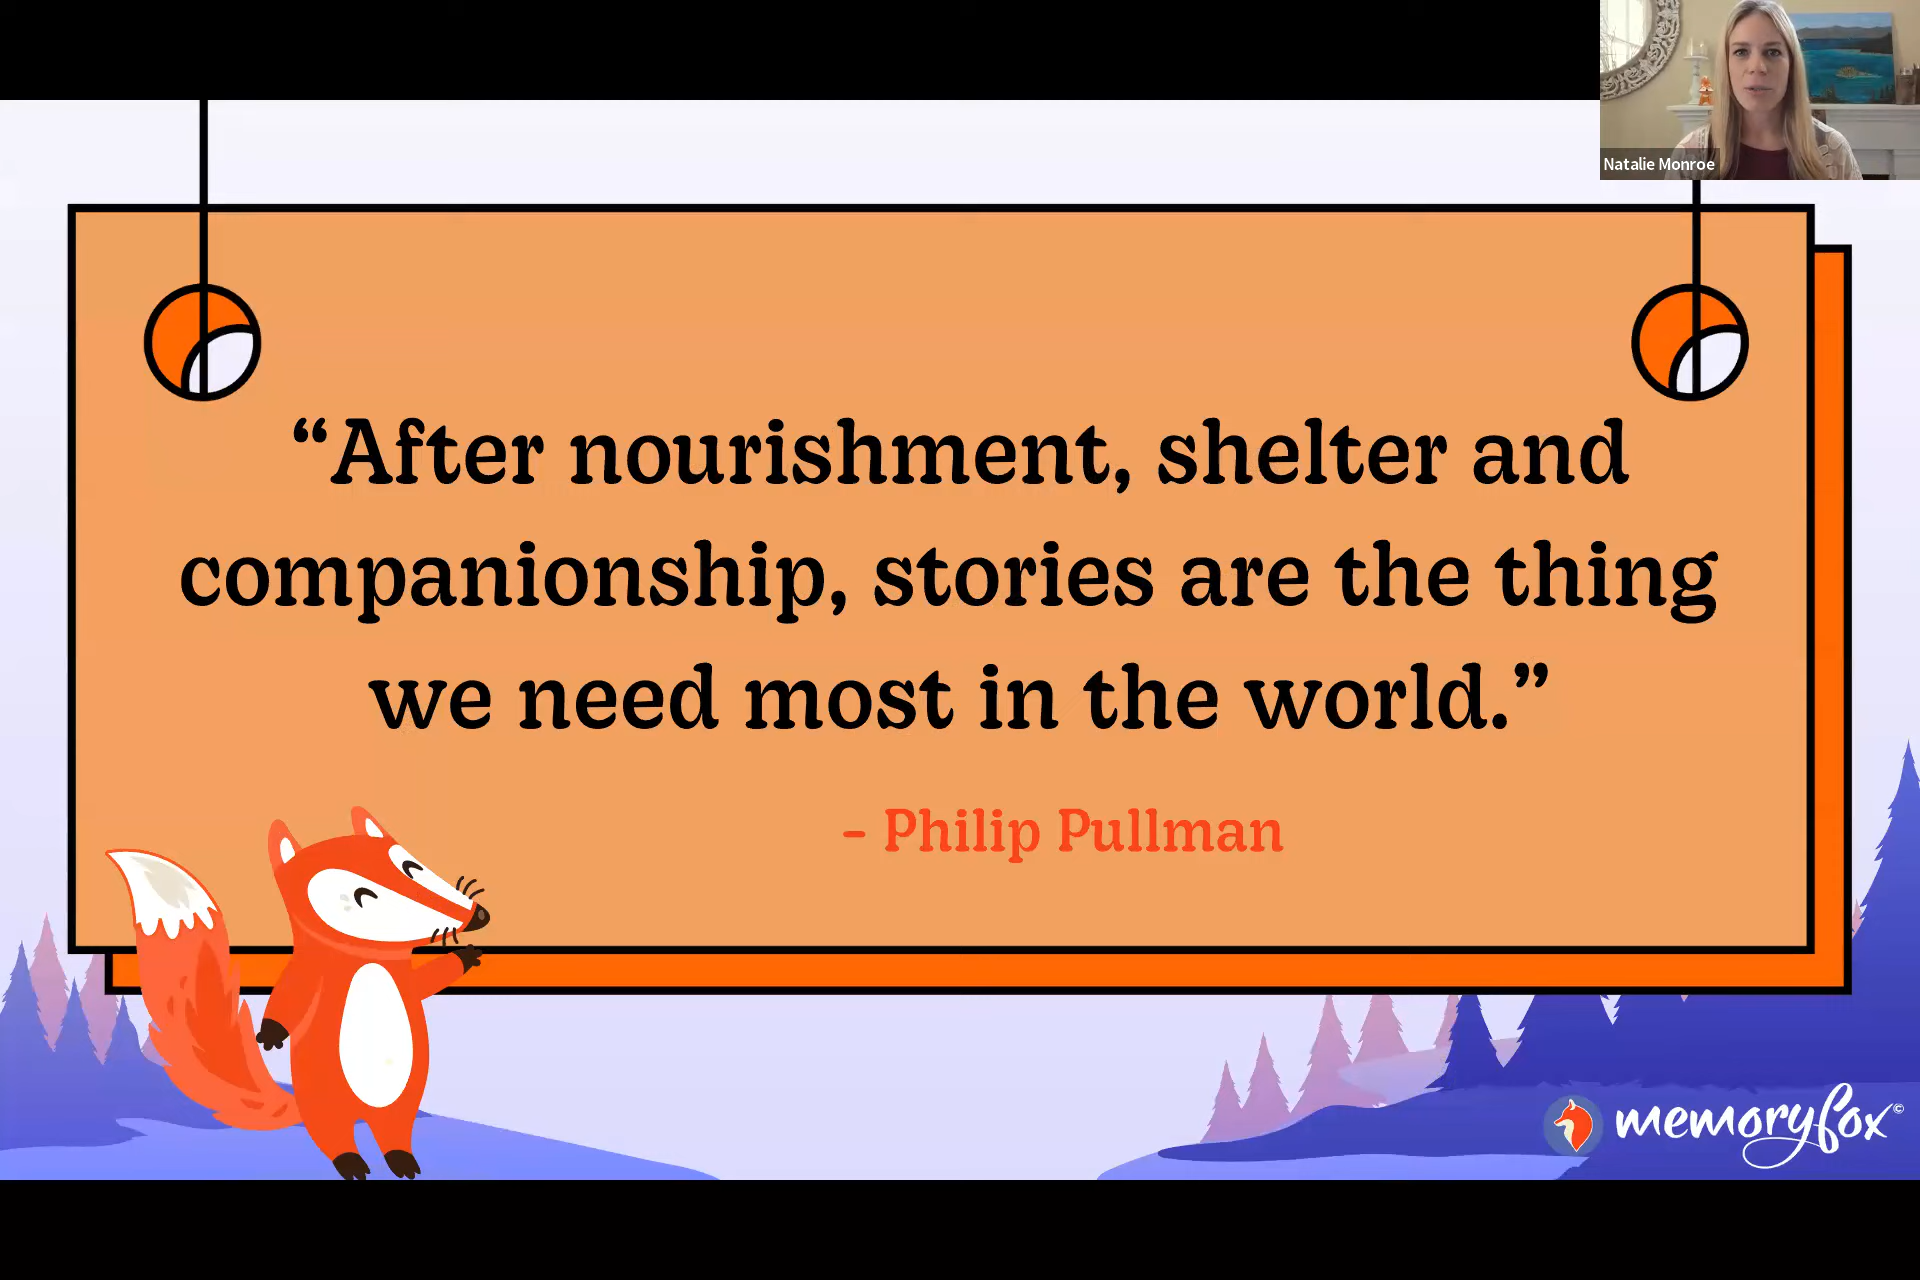 Natalie Monroe
“After nourishment, shelter and
companionship, stories are the thing
we need most in the world.”
- Philip Pullman
memoryfox©